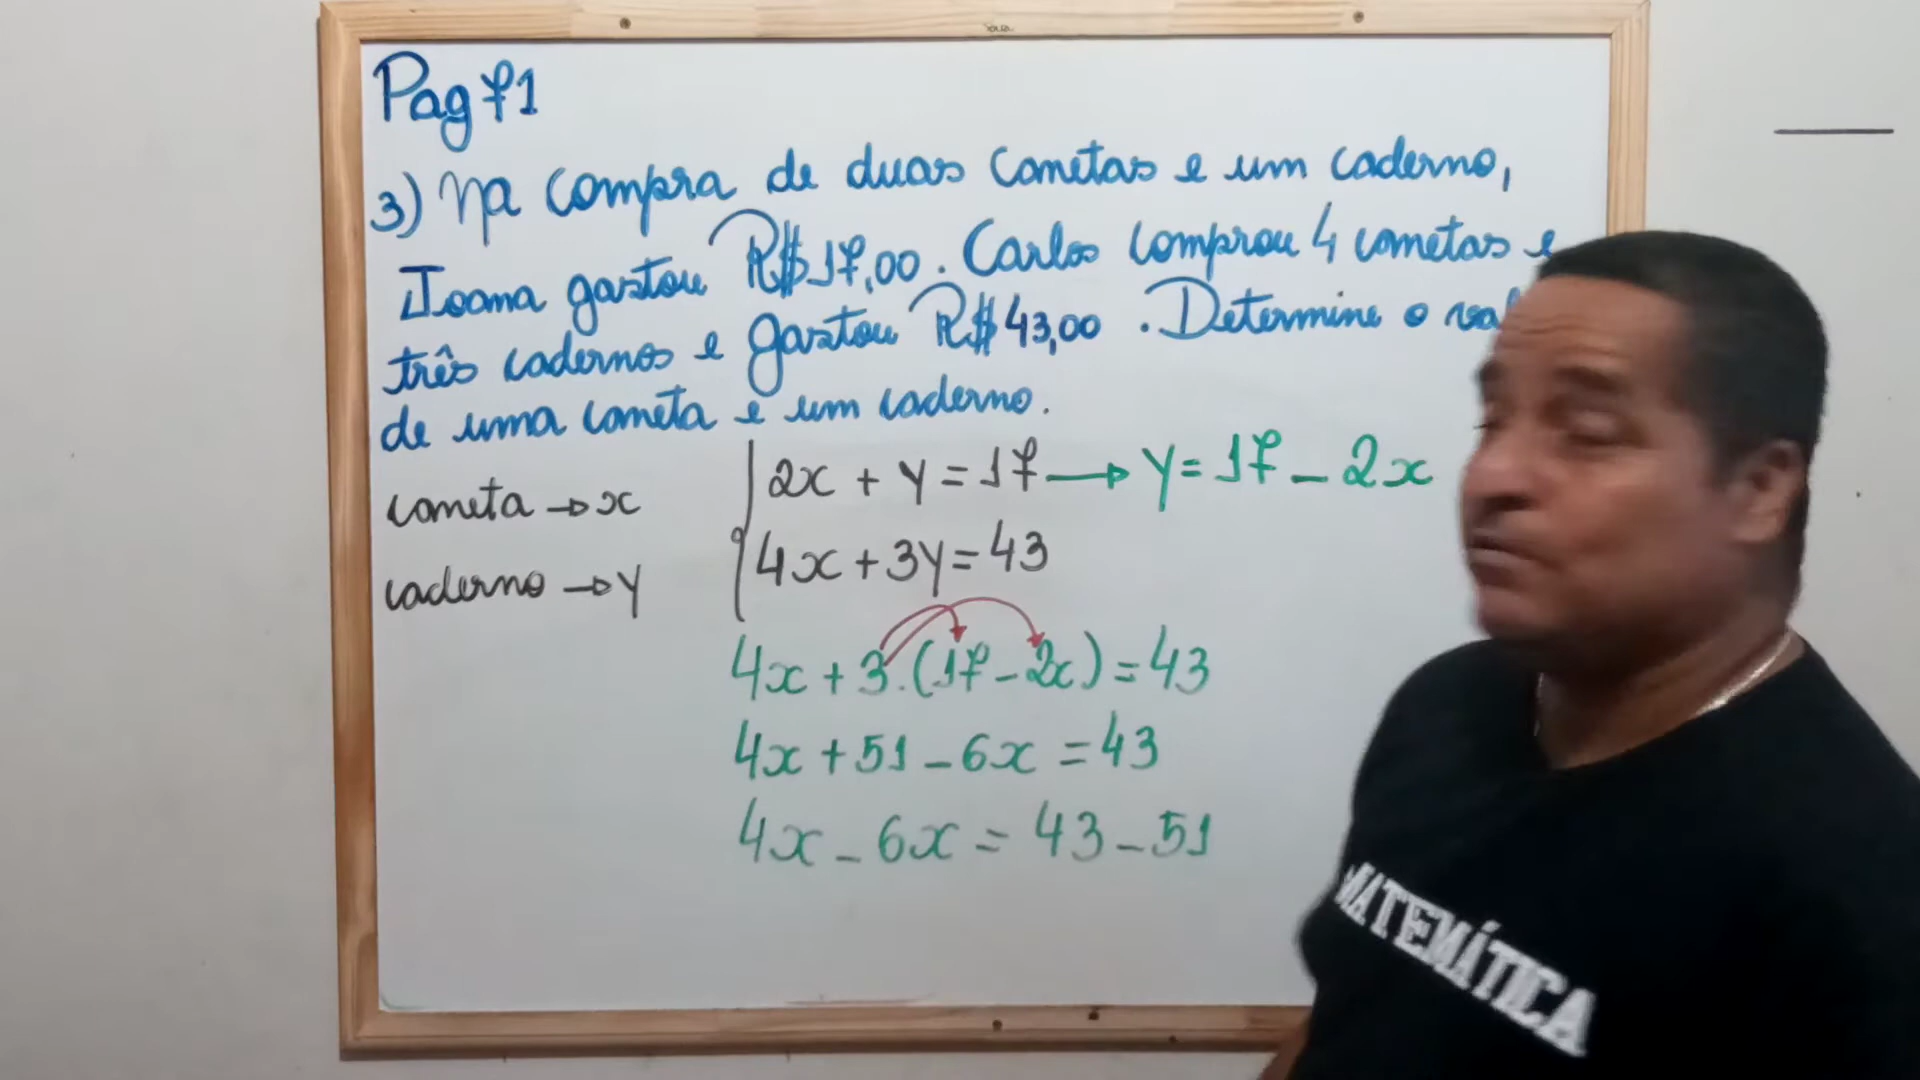 Pag 71
3) Na compra de duas canetas e um caderno,
Joana gastou R$17,00. Carlos comprou 4 canetas e
três cadernos e gastou R$43,00. Determine o
de uma caneta e um caderno.
caneta → x
caderno → y
2x + y = 17 → y = 17 - 2x
4x + 3y = 43
4x + 3.(17 - 2x) = 43
4x + 51 - 6x = 43
4x - 6x = 43 - 51
MATEMÁTICA